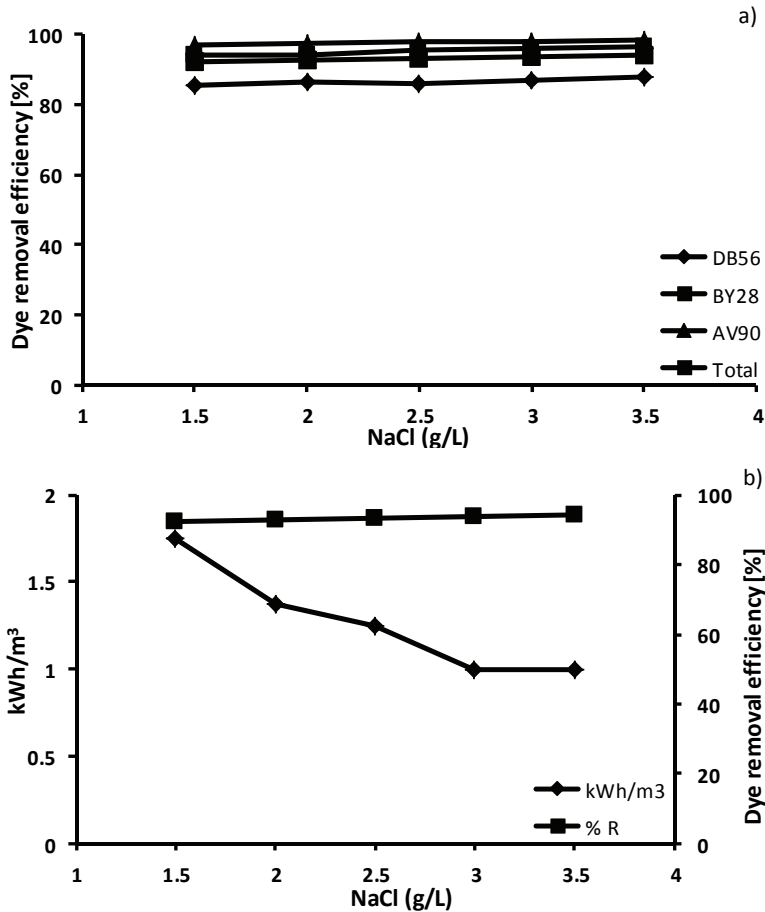 a)
Dye removal efficiency [%]
100
80
60
40
20
0
DB56
BY28
AV90
Total
1 1.5 2 2.5 3 3.5 4
NaCl (g/L)
b)
kWh/m³
2
1.5
1
0.5
0
100
80
60
40
20
0
Dye removal efficiency [%]
kWh/m3
% R
1 1.5 2 2.5 3 3.5 4
NaCl (g/L)